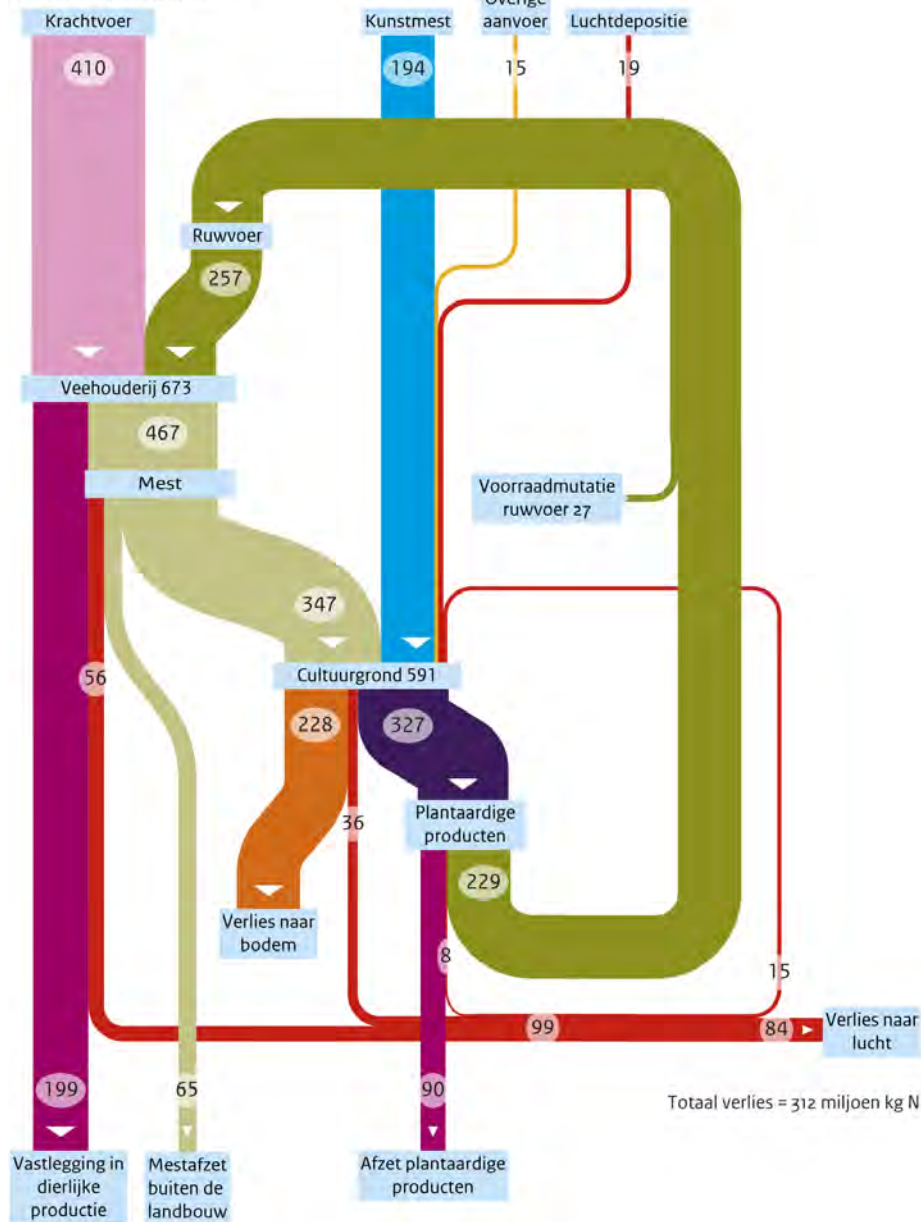 Overige
Krachtvoer
Kunstmest
aanvoer
Luchtdepositie
410
194
15
19
Ruwvoer
257
Veehouderij 673
467
Mest
Voorraadmutatie
ruwvoer 27
347
Cultuurgrond 591
56
228
327
36
Plantaardige
producten
229
Verlies naar
bodem
8
15
99
84
Verlies naar
lucht
199
65
90
Totaal verlies = 312 miljoen kg N
Vastlegging in
dierlijke
productie
Mestafzet
buiten de
landbouw
Afzet plantaardige
producten